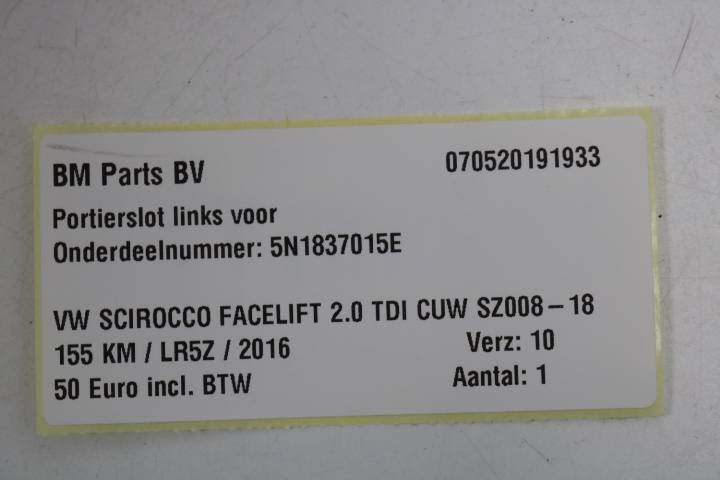 BM Parts BV 070520191933
Portierslot links voor
Onderdeelnummer: 5N1837015E
VW SCIROCCO FACELIFT 2.0 TDI CUW SZ008-18
155 KM / LR5Z / 2016 Verz: 10
50 Euro incl. BTW Aantal: 1